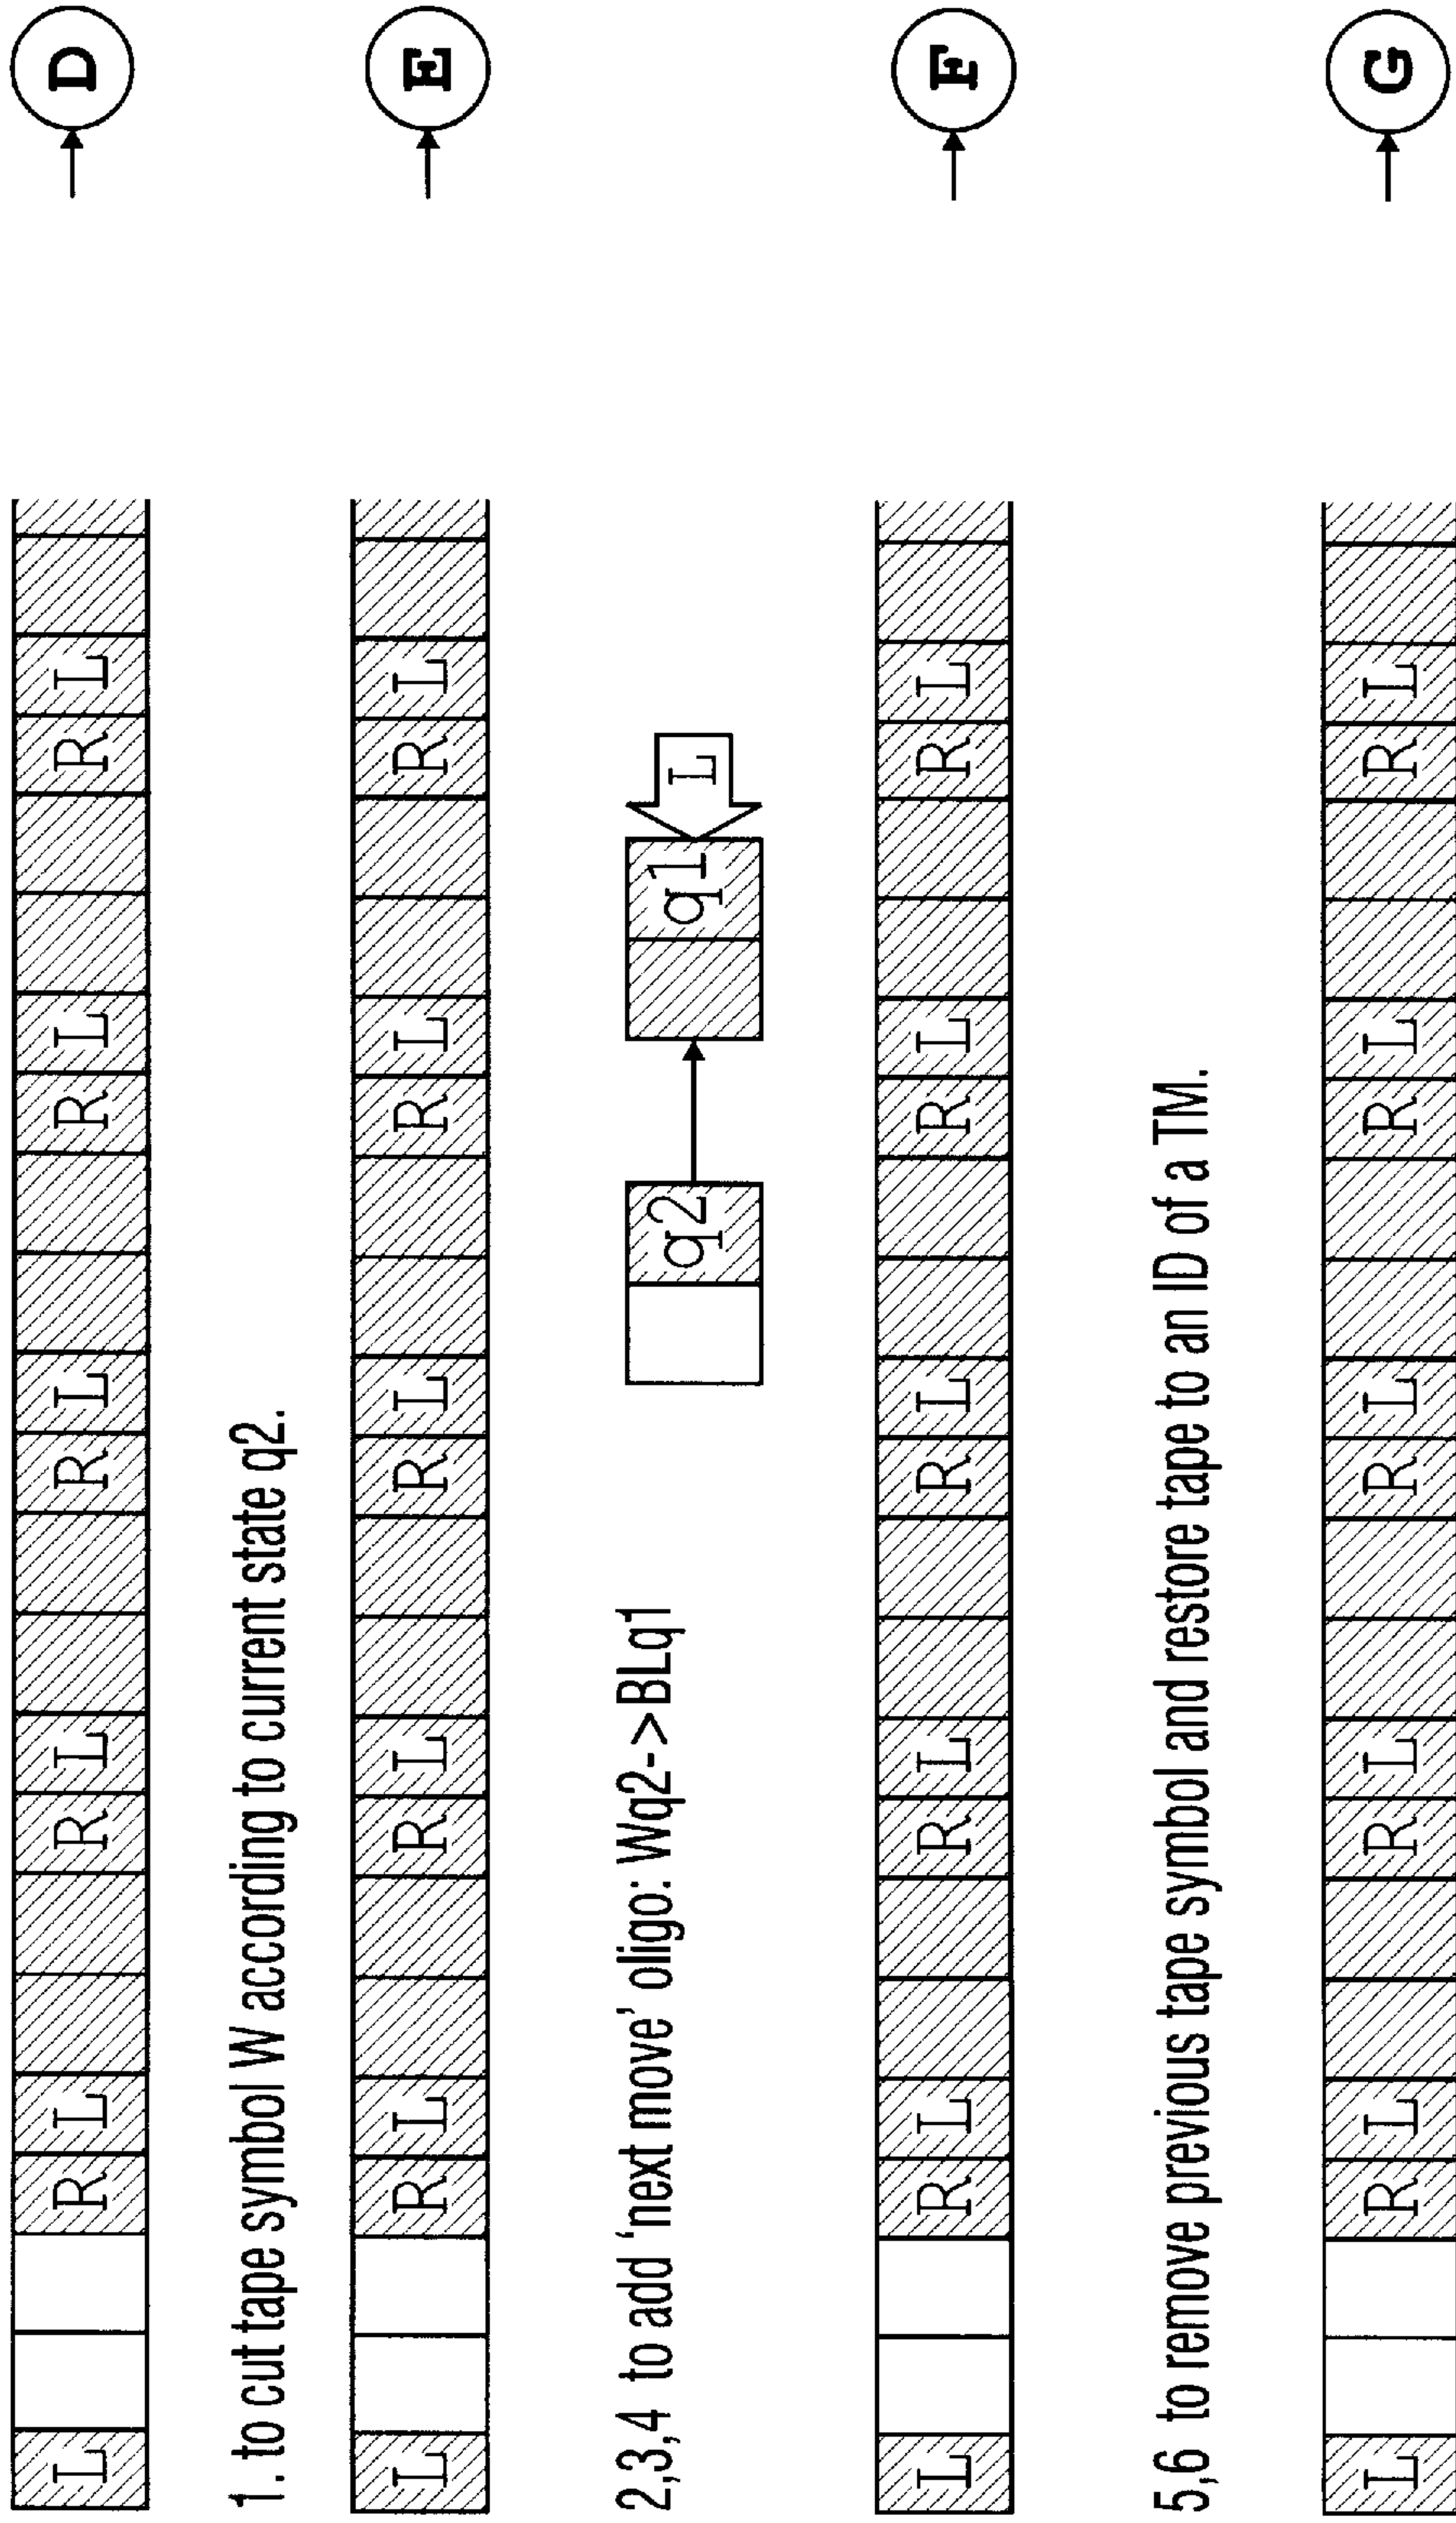 L R L R L R L R L R L D
1. to cut tape symbol W according to current state q2.
L R L R L R L R L R L E
2,3,4 to add 'next move' oligo: Wq2->BLq1 q2 q1 L
L R L R L R L R L R L F
5,6 to remove previous tape symbol and restore tape to an ID of a TM.
L R L R L R L R L R L G